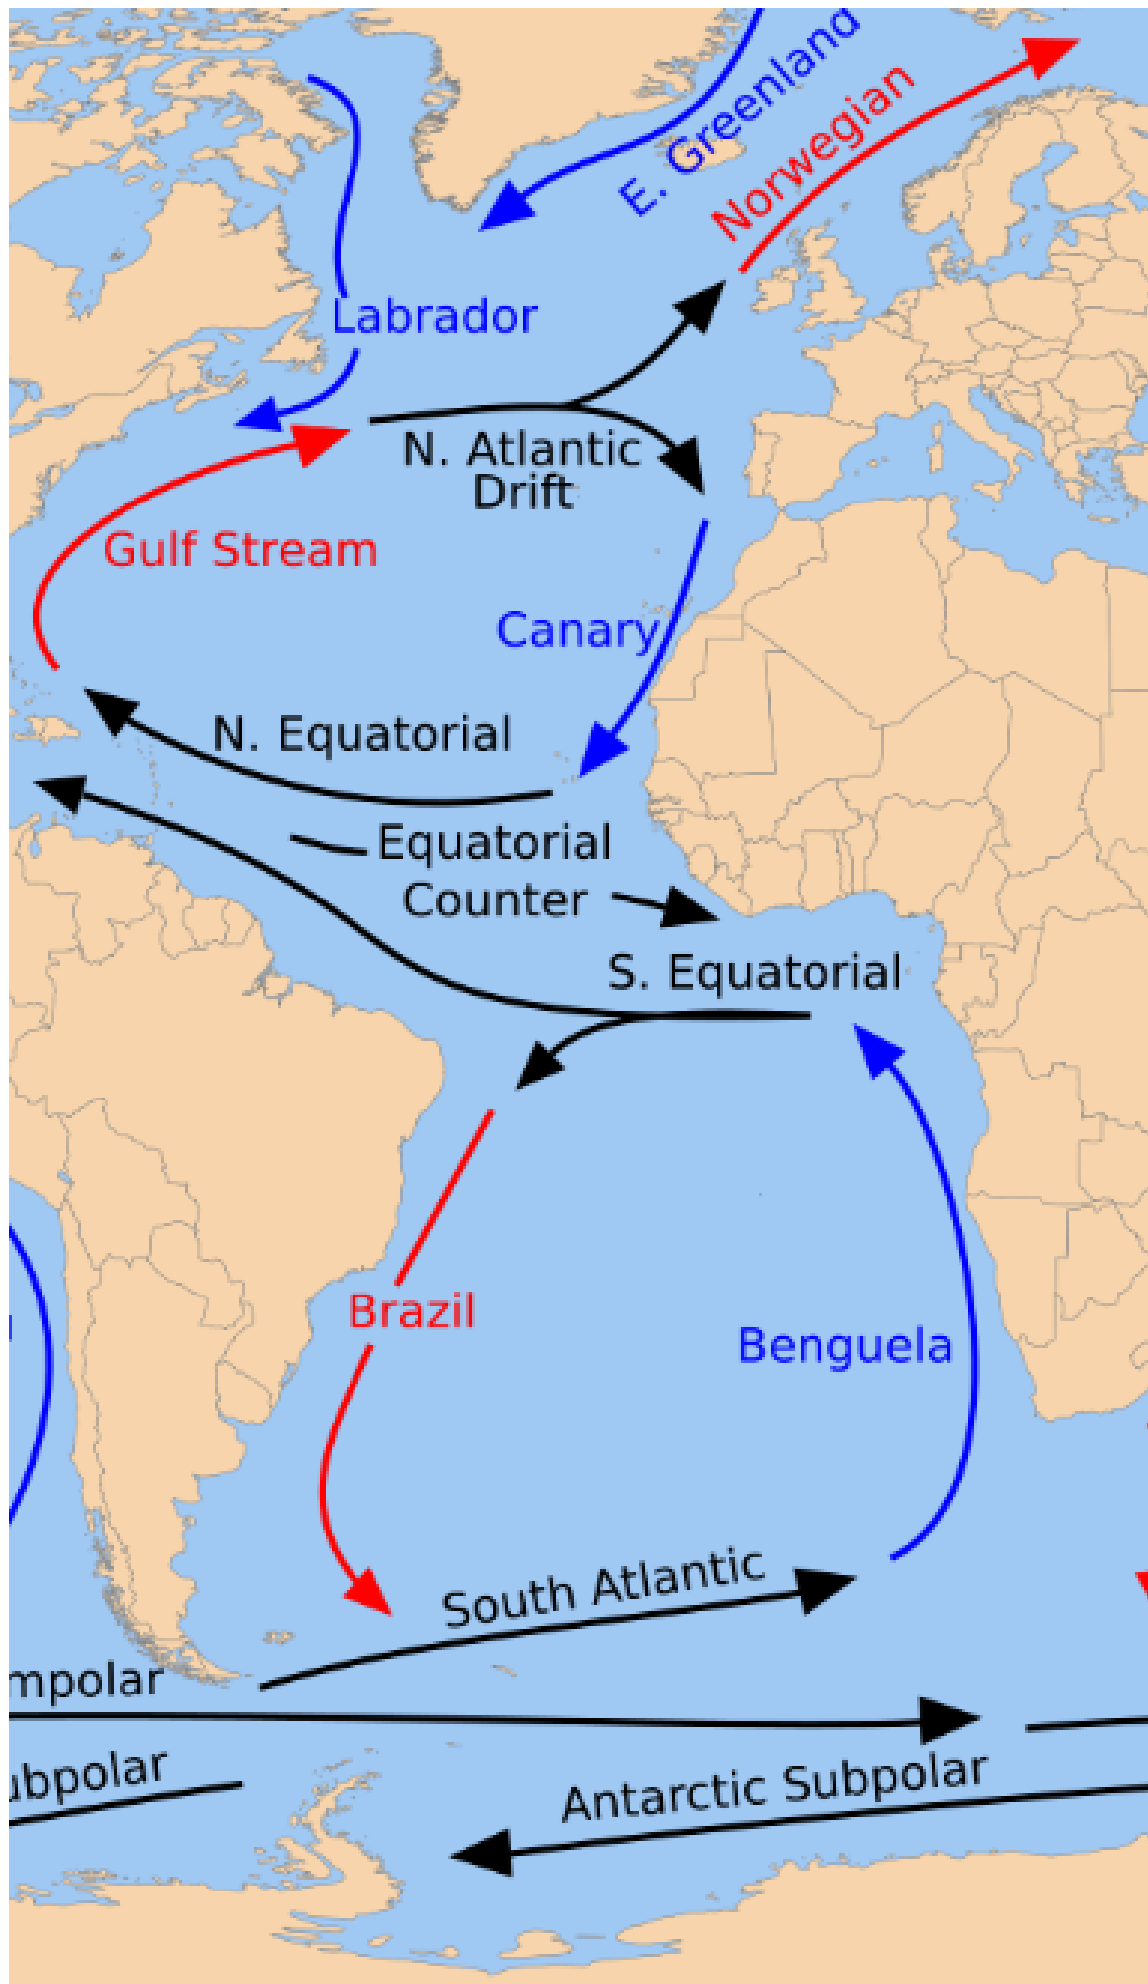 E. Greenland
Norwegian
Labrador
N. Atlantic
Drift
Gulf Stream
Canary
N. Equatorial
Equatorial
Counter
S. Equatorial
Brazil
Benguela
South Atlantic
mpolar
ubpolar
Antarctic Subpolar